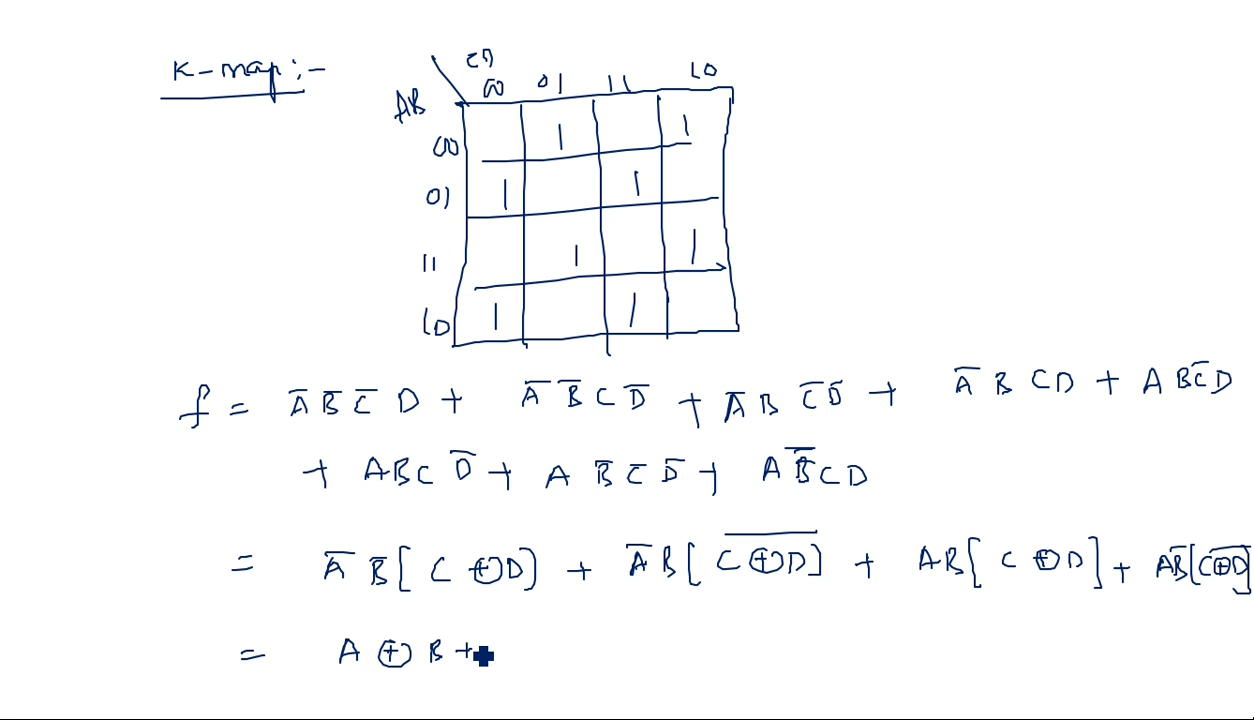 K-map:-
CD
00 01 11 10
AB
00 1 1
01 1 1
11 1 1
10 1 1
f = A̅ B̅ C̅ D + A̅ B̅ C D̅ + A̅ B C̅ D̅ + A̅ B C D + A B C̅ D
+ A B C D̅ + A B̅ C̅ D̅ + A B̅ C D
= A̅ B̅ [ C ⊕ D ] + A̅ B [ C̅ ⊕̅ D̅ ] + A B [ C ⊕ D ] + A B̅ [ C̅ ⊕̅ D̅ ]
= A ⊕ B +